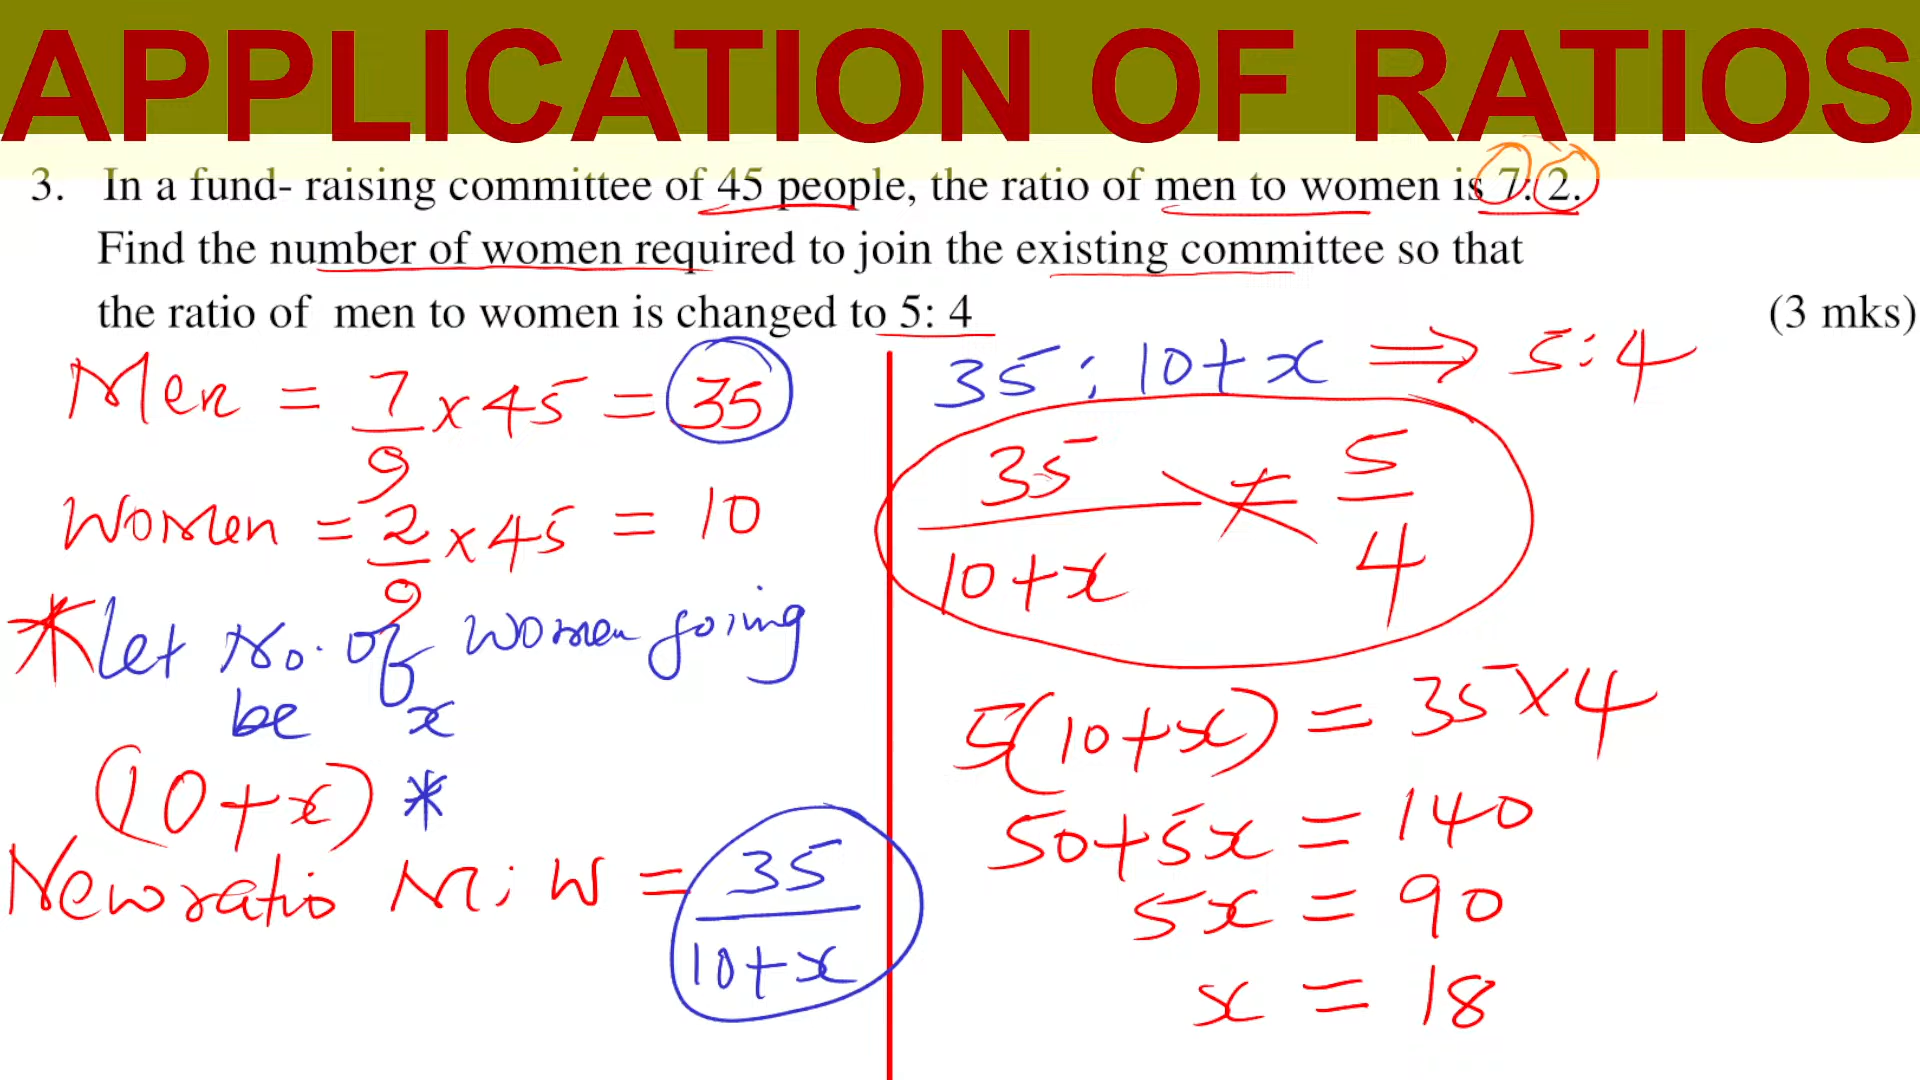 APPLICATION OF RATIOS
3. In a fund- raising committee of 45 people, the ratio of men to women is 7: 2.
Find the number of women required to join the existing committee so that
the ratio of men to women is changed to 5: 4 (3 mks)
Men = 7/9 x 45 = 35
Women = 2/9 x 45 = 10
* Let No. of women joining
be x
(10+x) *
New ratio M:W = 35/10+x
35 : 10+x ⇒ 5:4
35/10+x = 5/4
5(10+x) = 35×4
50+5x = 140
5x = 90
x = 18